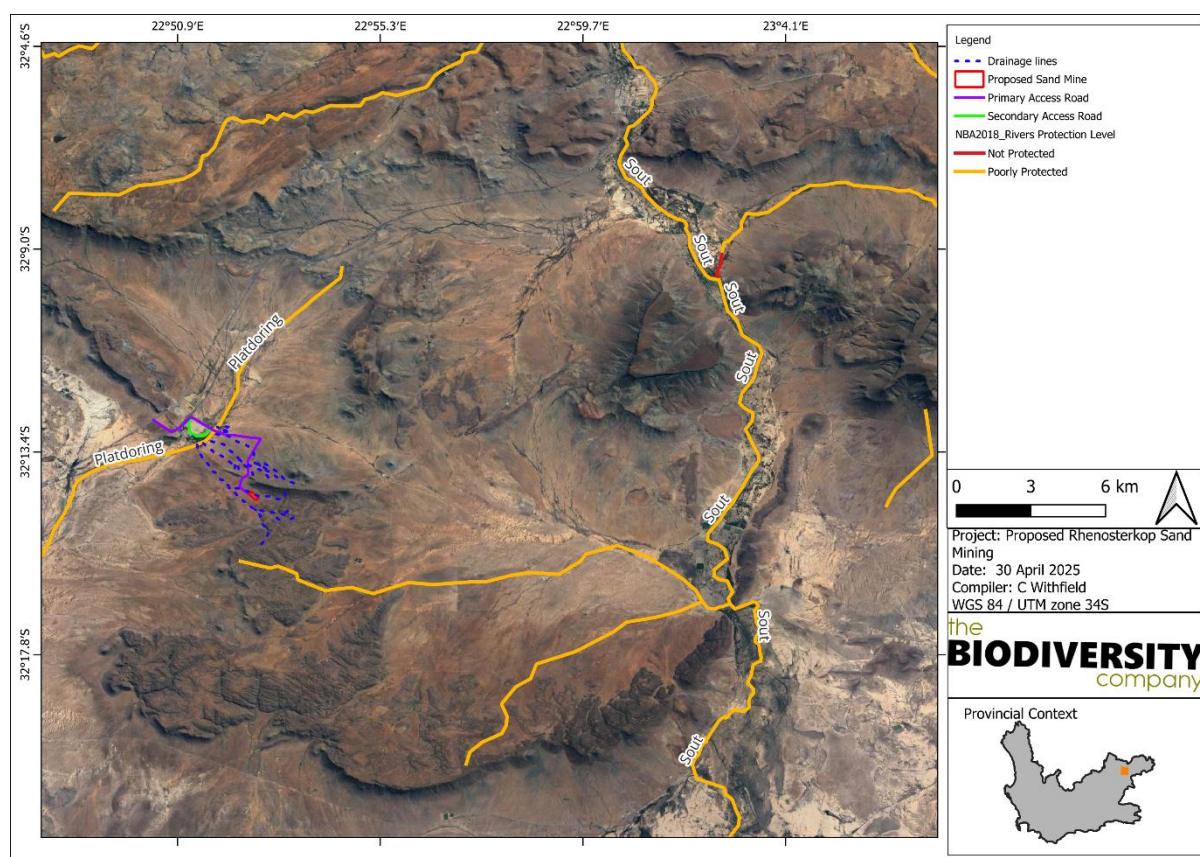 22°50.9'E
22°55.3'E
22°59.7'E
23°4.1'E
32°4.6'S
32°9.0'S
32°13.4'S
32°17.8'S
Sout
Sout
Sout
Sout
Platdoring
Platdoring
Sout
Sout
Sout
Legend
Drainage lines
Proposed Sand Mine
Primary Access Road
Secondary Access Road
NBA2018_Rivers Protection Level
Not Protected
Poorly Protected
0 3 6 km
Project: Proposed Rhenosterkop Sand
Mining
Date: 30 April 2025
Compiler: C Withfield
WGS 84 / UTM zone 34S
the
BIODIVERSITY
company
Provincial Context